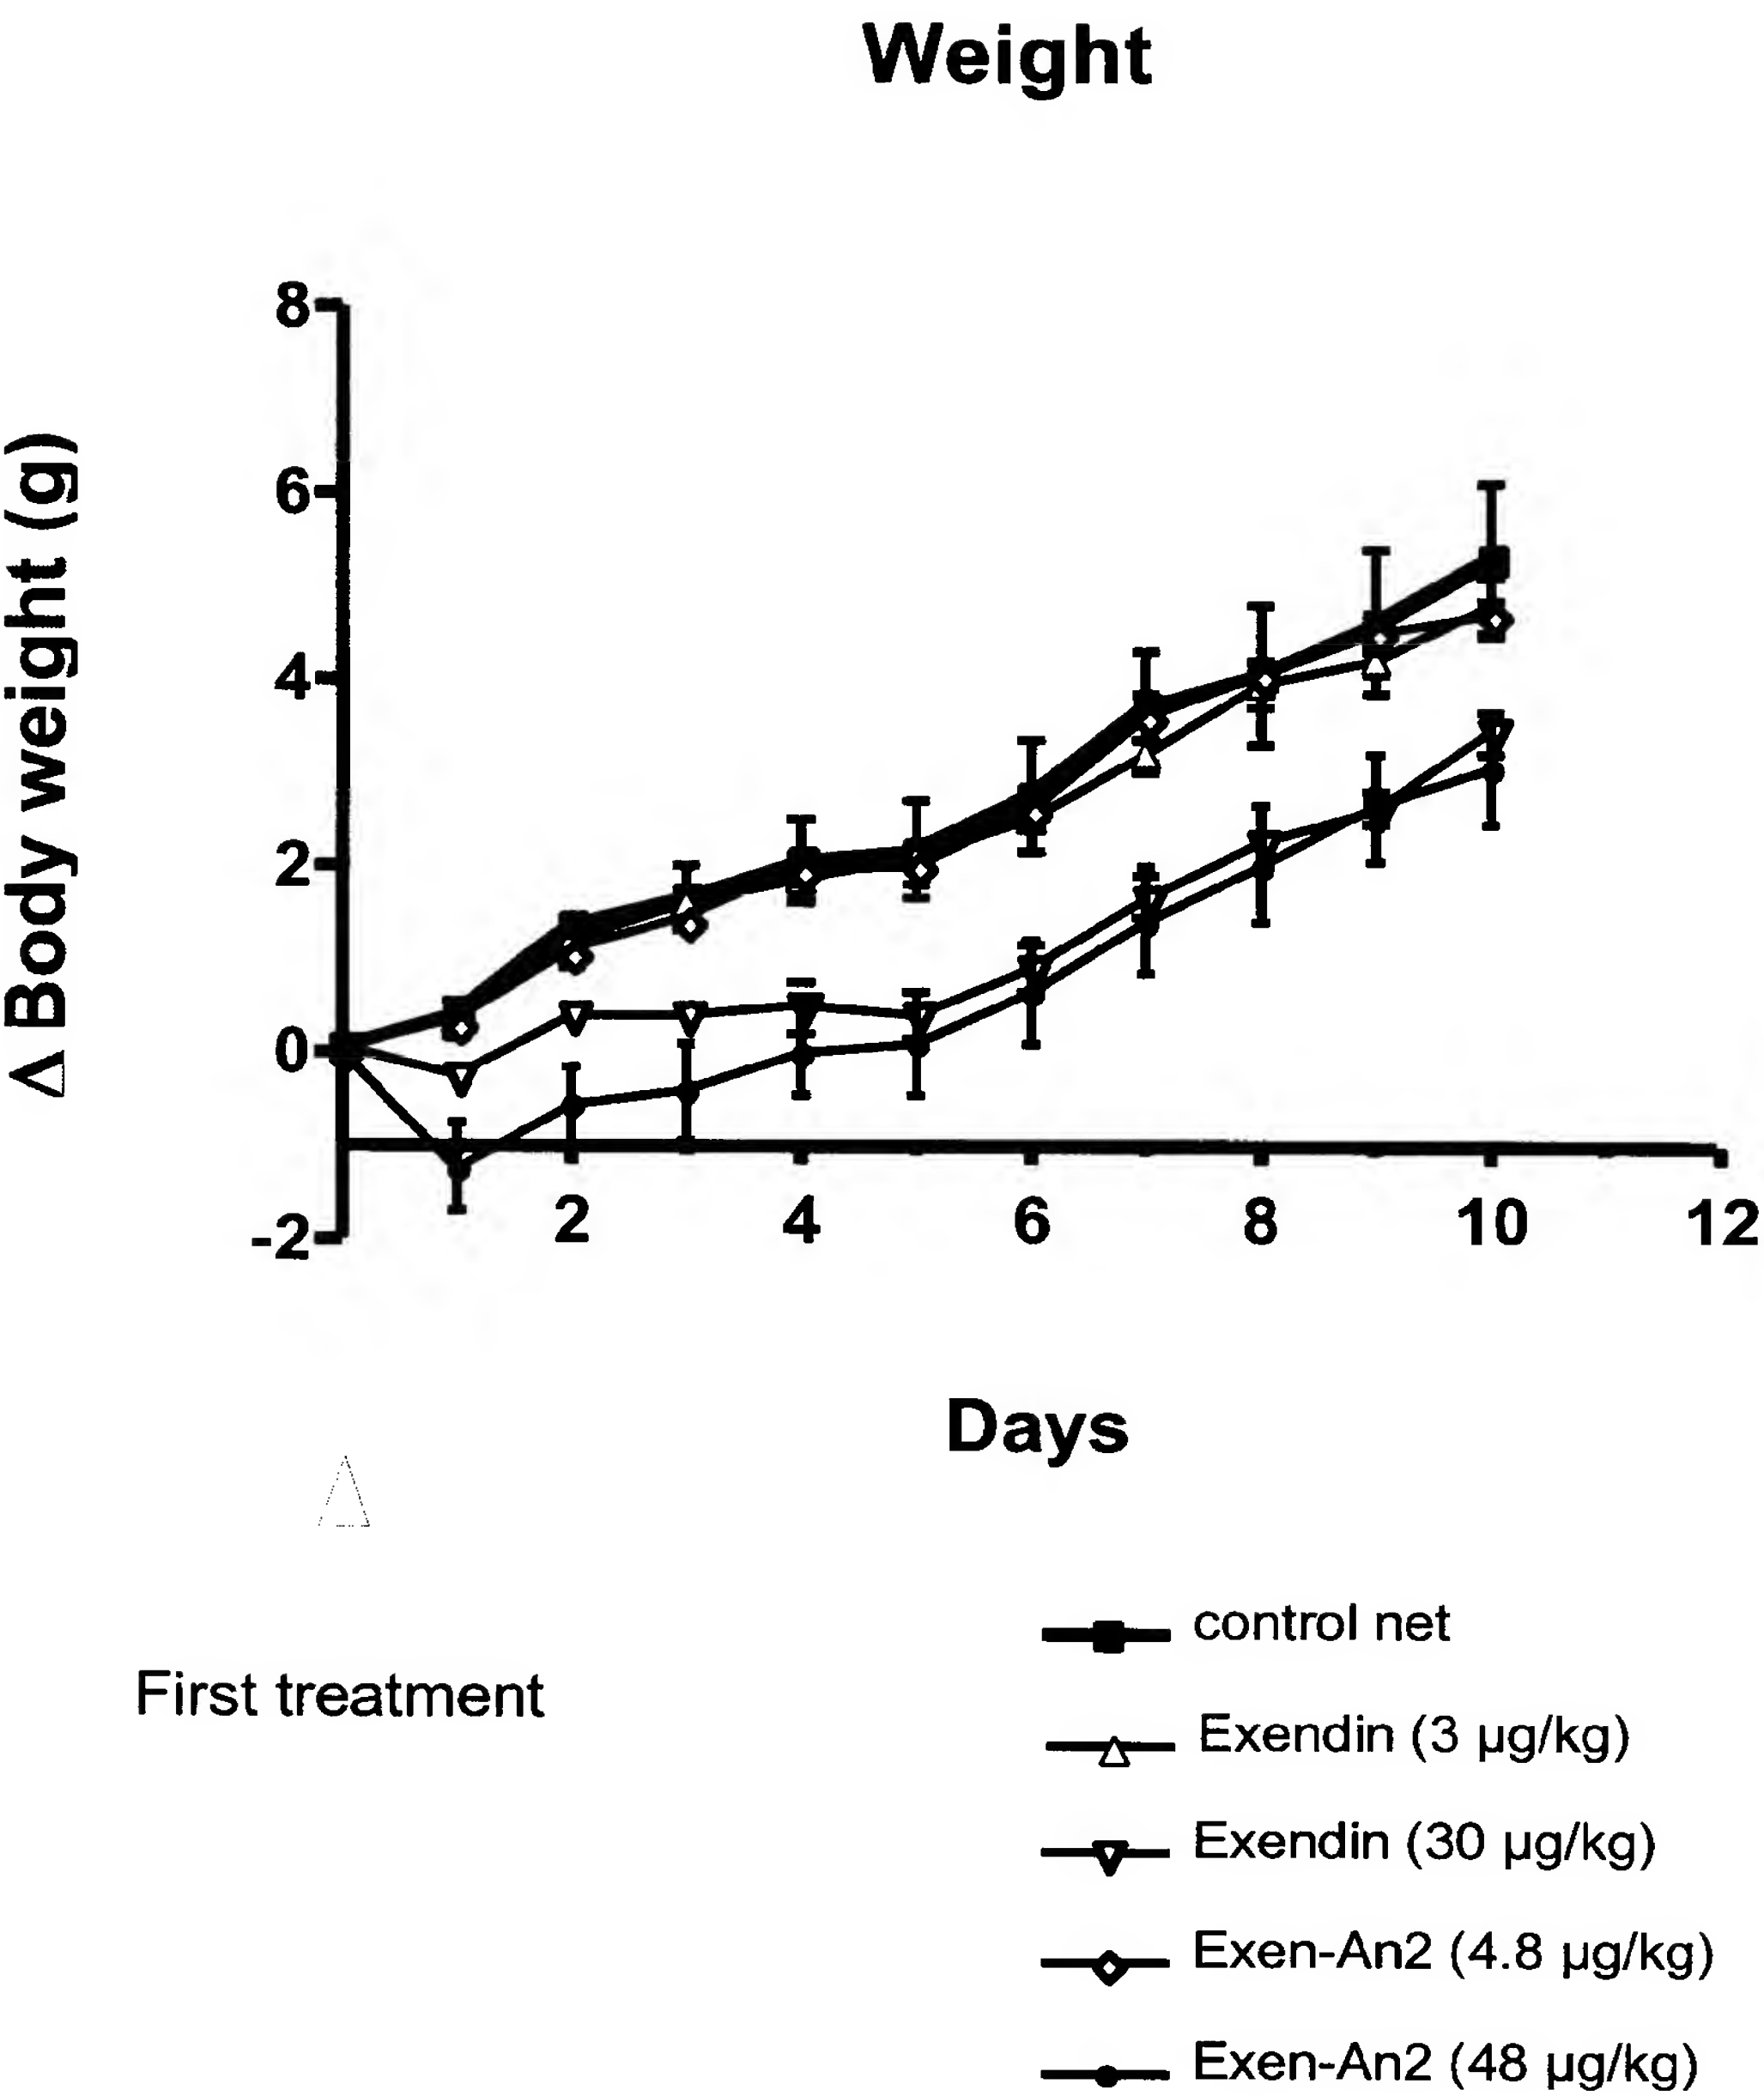 Weight
Δ Body weight (g)
8
6
4
2
0
-2
2
4
6
8
10
12
Days
First treatment
control net
Exendin (3 µg/kg)
Exendin (30 µg/kg)
Exen-An2 (4.8 µg/kg)
Exen-An2 (48 µg/kg)